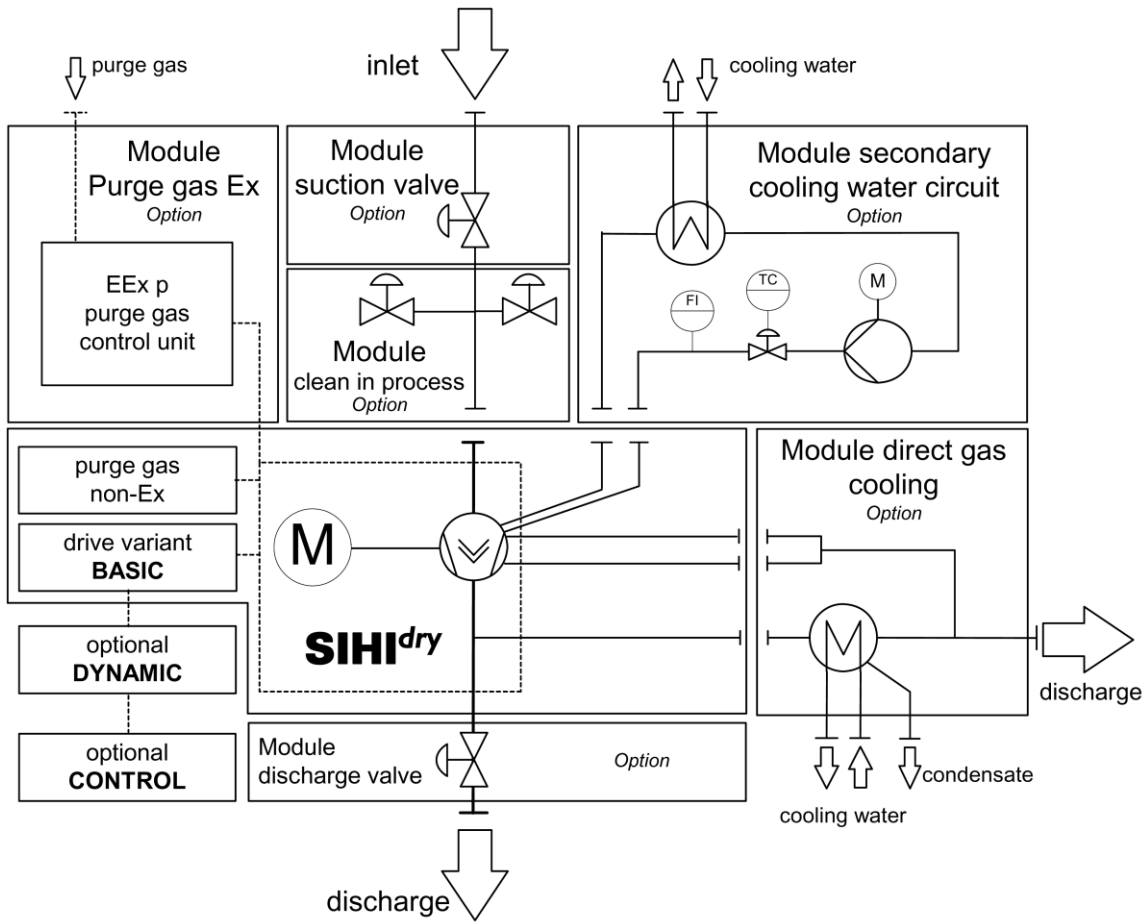 purge gas
inlet
cooling water
Module
Purge gas Ex
Option
EEx p
purge gas
control unit
Module
suction valve
Option
Module
clean in process
Option
Module secondary
cooling water circuit
Option
FI
TC
M
purge gas
non-Ex
drive variant
BASIC
optional
DYNAMIC
optional
CONTROL
M
SIHIdry
Module direct gas
cooling
Option
discharge
cooling water
condensate
Module
discharge valve
Option
discharge